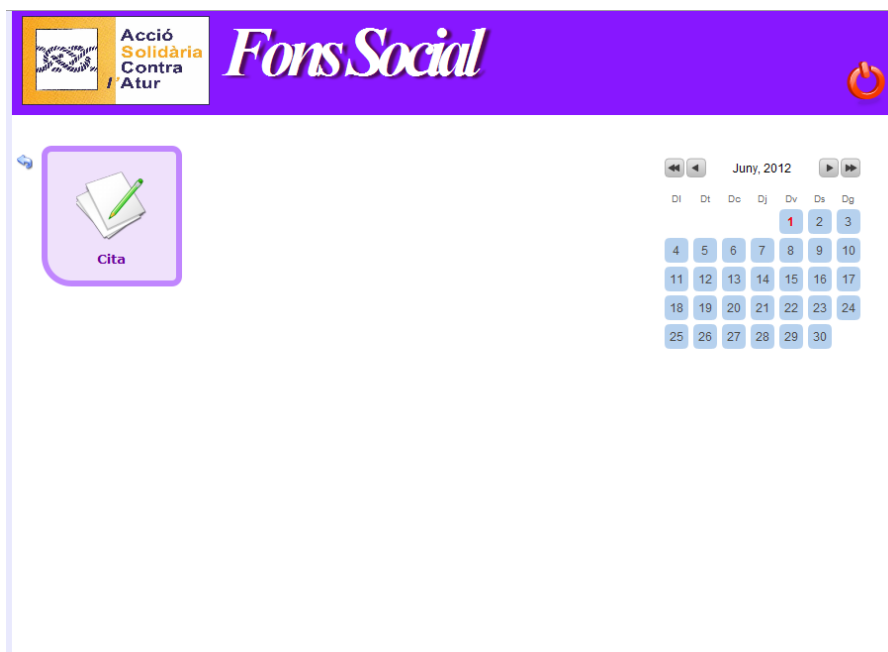 Acció
Solidària
Contra
l'Atur
Fons Social
Cita
Juny, 2012
Dl Dt Dc Dj Dv Ds Dg
1 2 3
4 5 6 7 8 9 10
11 12 13 14 15 16 17
18 19 20 21 22 23 24
25 26 27 28 29 30